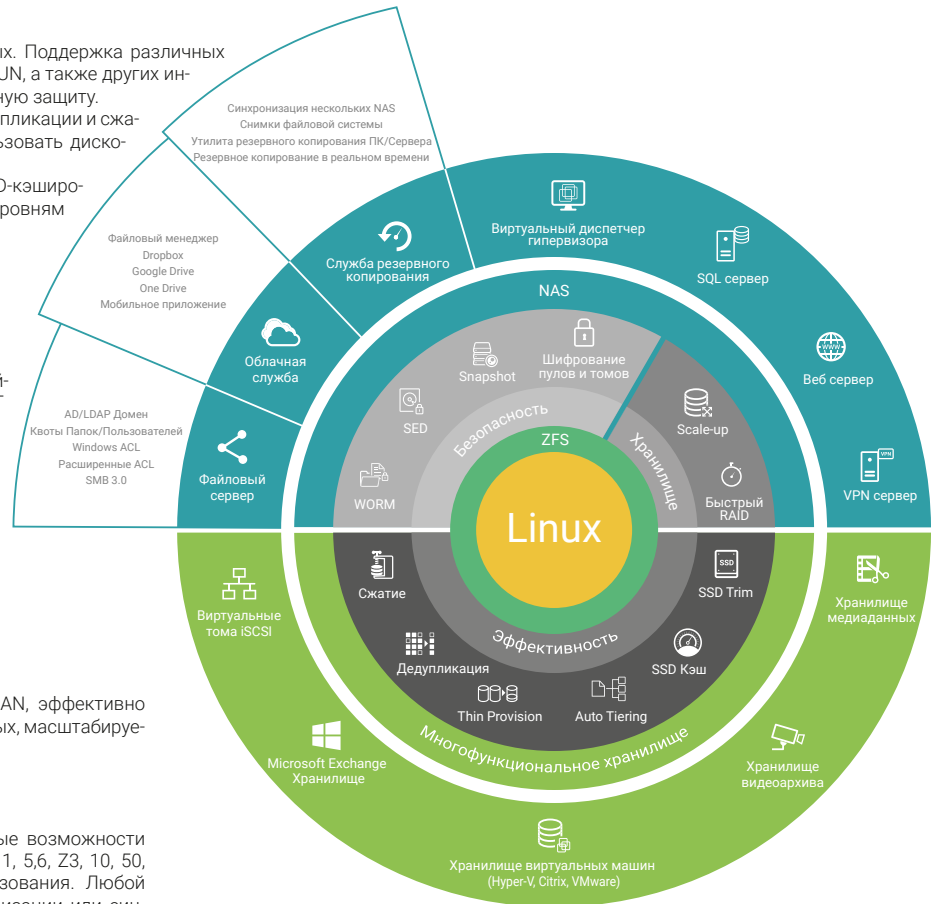 ых. Поддержка различных
UN, а также других ин-
ную защиту.
пликации и сжа-
ьзовать диско-
D-кэширо-
ровням
й-
AN, эффективно
ых, масштабируе-
ые возможности
1, 5,6, Z3, 10, 50,
зования. Любой
Синхронизация нескольких NAS
Снимки файловой системы
Утилита резервного копирования ПК/Сервера
Резервное копирование в реальном времени
Файловый менеджер
Dropbox
Google Drive
One Drive
Мобильное приложение
AD/LDAP Домен
Квоты Папок/Пользователей
Windows ACL
Расширенные ACL
SMB 3.0
Файловый
сервер
Облачная
служба
Служба резервного
копирования
Виртуальный диспетчер
гипервизора
SQL сервер
WWW
Веб сервер
VPN
VPN сервер
NAS
WORM
SED
Snapshot
Шифрование
пулов и томов
Scale-up
Быстрый
RAID
Безопасность
Хранилище
ZFS
Linux
Эффективность
Сжатие
Дедупликация
Thin Provision
Auto Tiering
SSD Кэш
SSD
SSD Trim
Многофункциональное хранилище
Виртуальные
тома iSCSI
Microsoft Exchange
Хранилище
Хранилище виртуальных машин
(Hyper-V, Citrix, VMware)
Хранилище
видеоархива
Хранилище
медиаданных